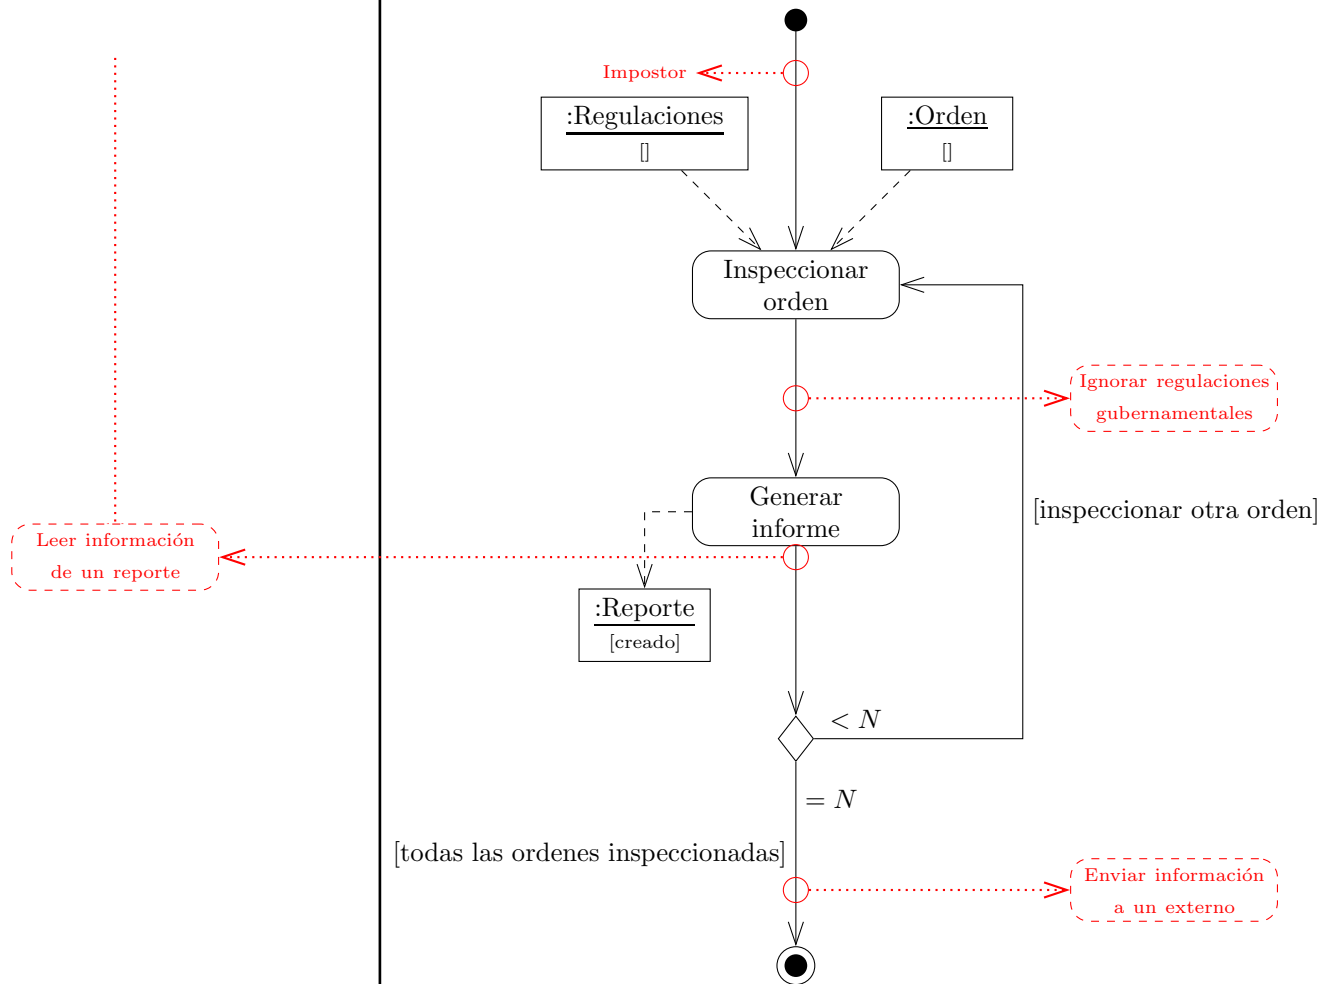 Impostor
:Regulaciones
[]
:Orden
[]
Inspeccionar
orden
Ignorar regulaciones
gubernamentales
Generar
informe
[inspeccionar otra orden]
Leer información
de un reporte
:Reporte
[creado]
< N
= N
[todas las ordenes inspeccionadas]
Enviar información
a un externo